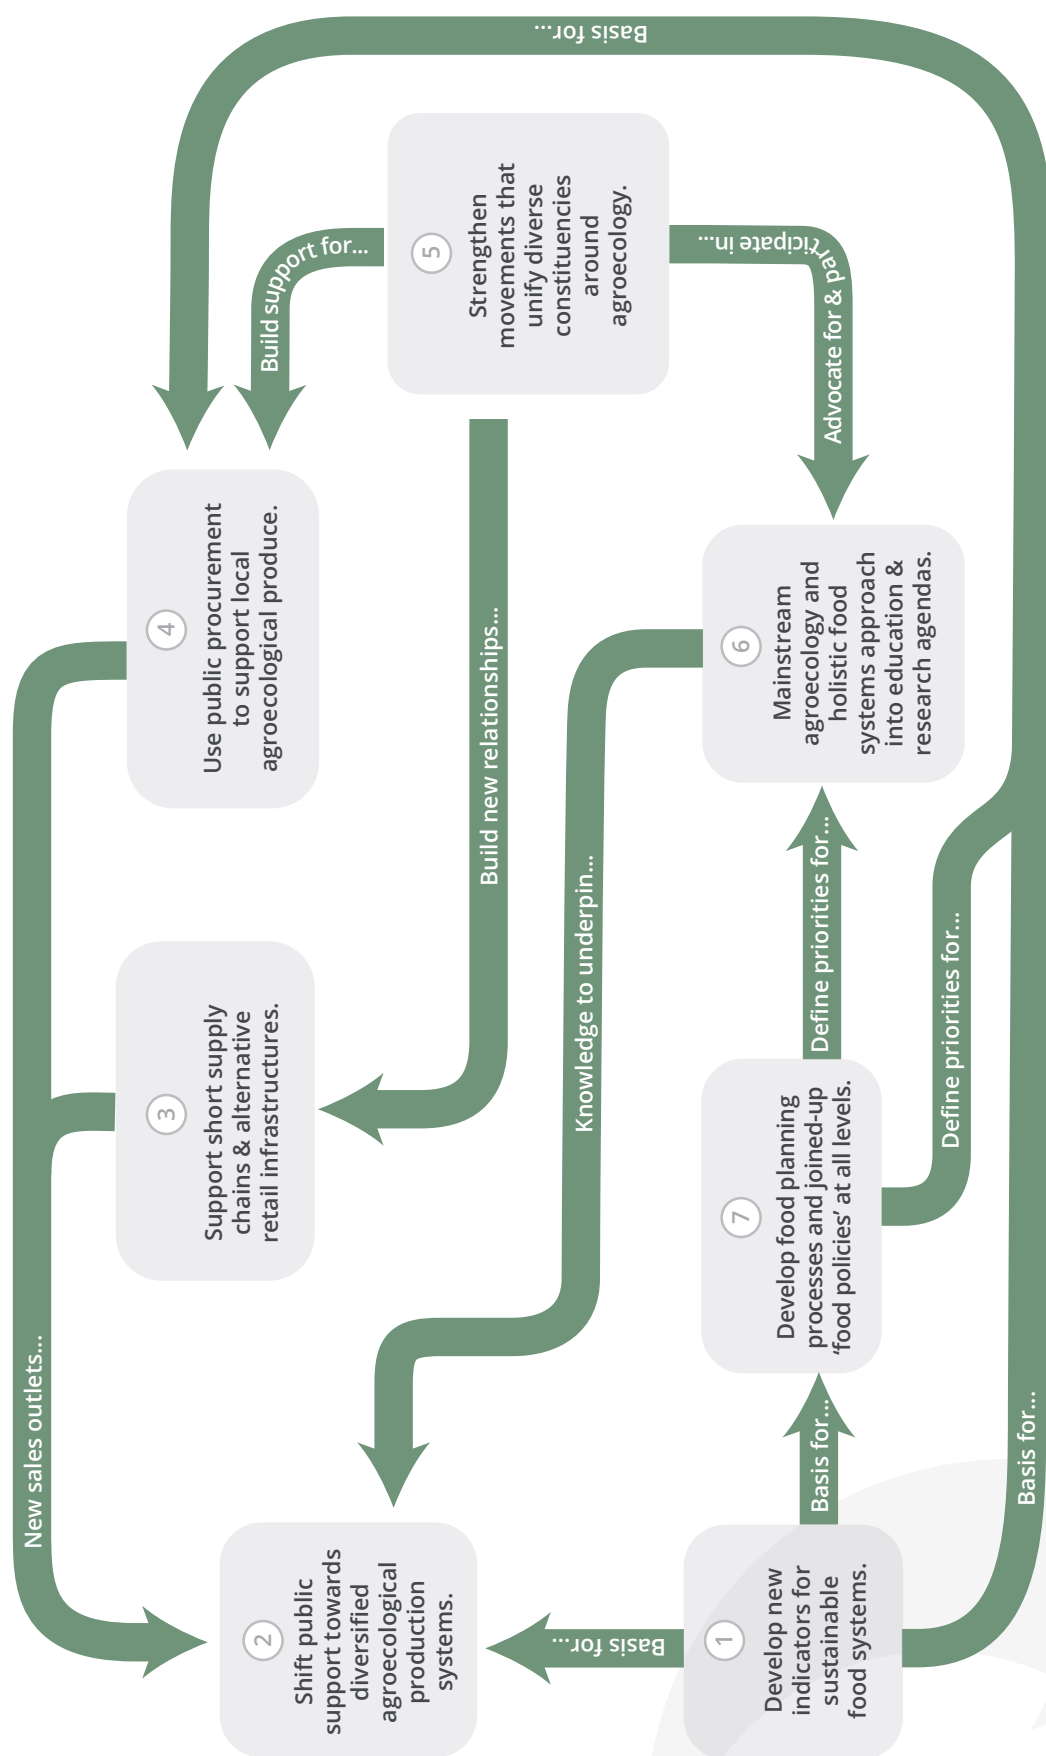 New sales outlets...
2
Shift public
support towards
diversified
agroecological
production
systems.
3
Support short supply
chains & alternative
retail infrastructures.
4
Use public procurement
to support local
agroecological produce.
Basis for...
Build support for...
Build new relationships...
Knowledge to underpin...
5
Strengthen
movements that
unify diverse
constituencies
around
agroecology.
Basis for...
1
Develop new
indicators for
sustainable
food systems.
Basis for...
7
Develop food planning
processes and joined-up
‘food policies’ at all levels.
Define priorities for...
6
Mainstream
agroecology and
holistic food
systems approach
into education &
research agendas.
Advocate for & participate in...
Define priorities for...
Basis for...